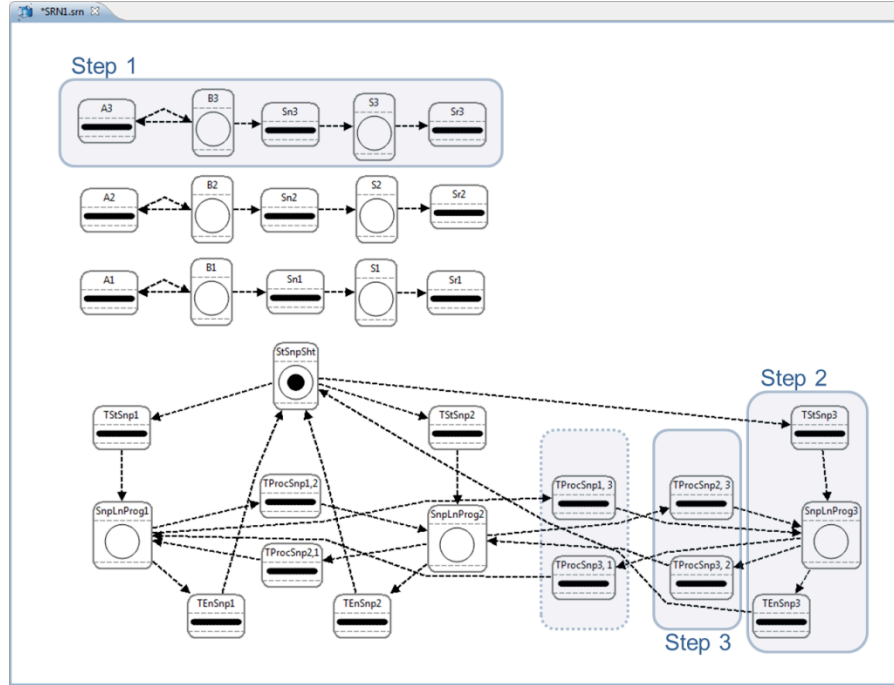 *SRN1.srn
Step 1
A3 B3 Sn3 S3 Sr3
A2 B2 Sn2 S2 Sr2
A1 B1 Sn1 S1 Sr1
StSnpSht
Step 2
TStSnp1 TStSnp2 TStSnp3
TProcSnp1,2 TProcSnp1, 3 TProcSnp2, 3
SnpLnProg1 SnpLnProg2 SnpLnProg3
TProcSnp2,1 TProcSnp3, 1 TProcSnp3, 2
TEnSnp1 TEnSnp2 TEnSnp3
Step 3